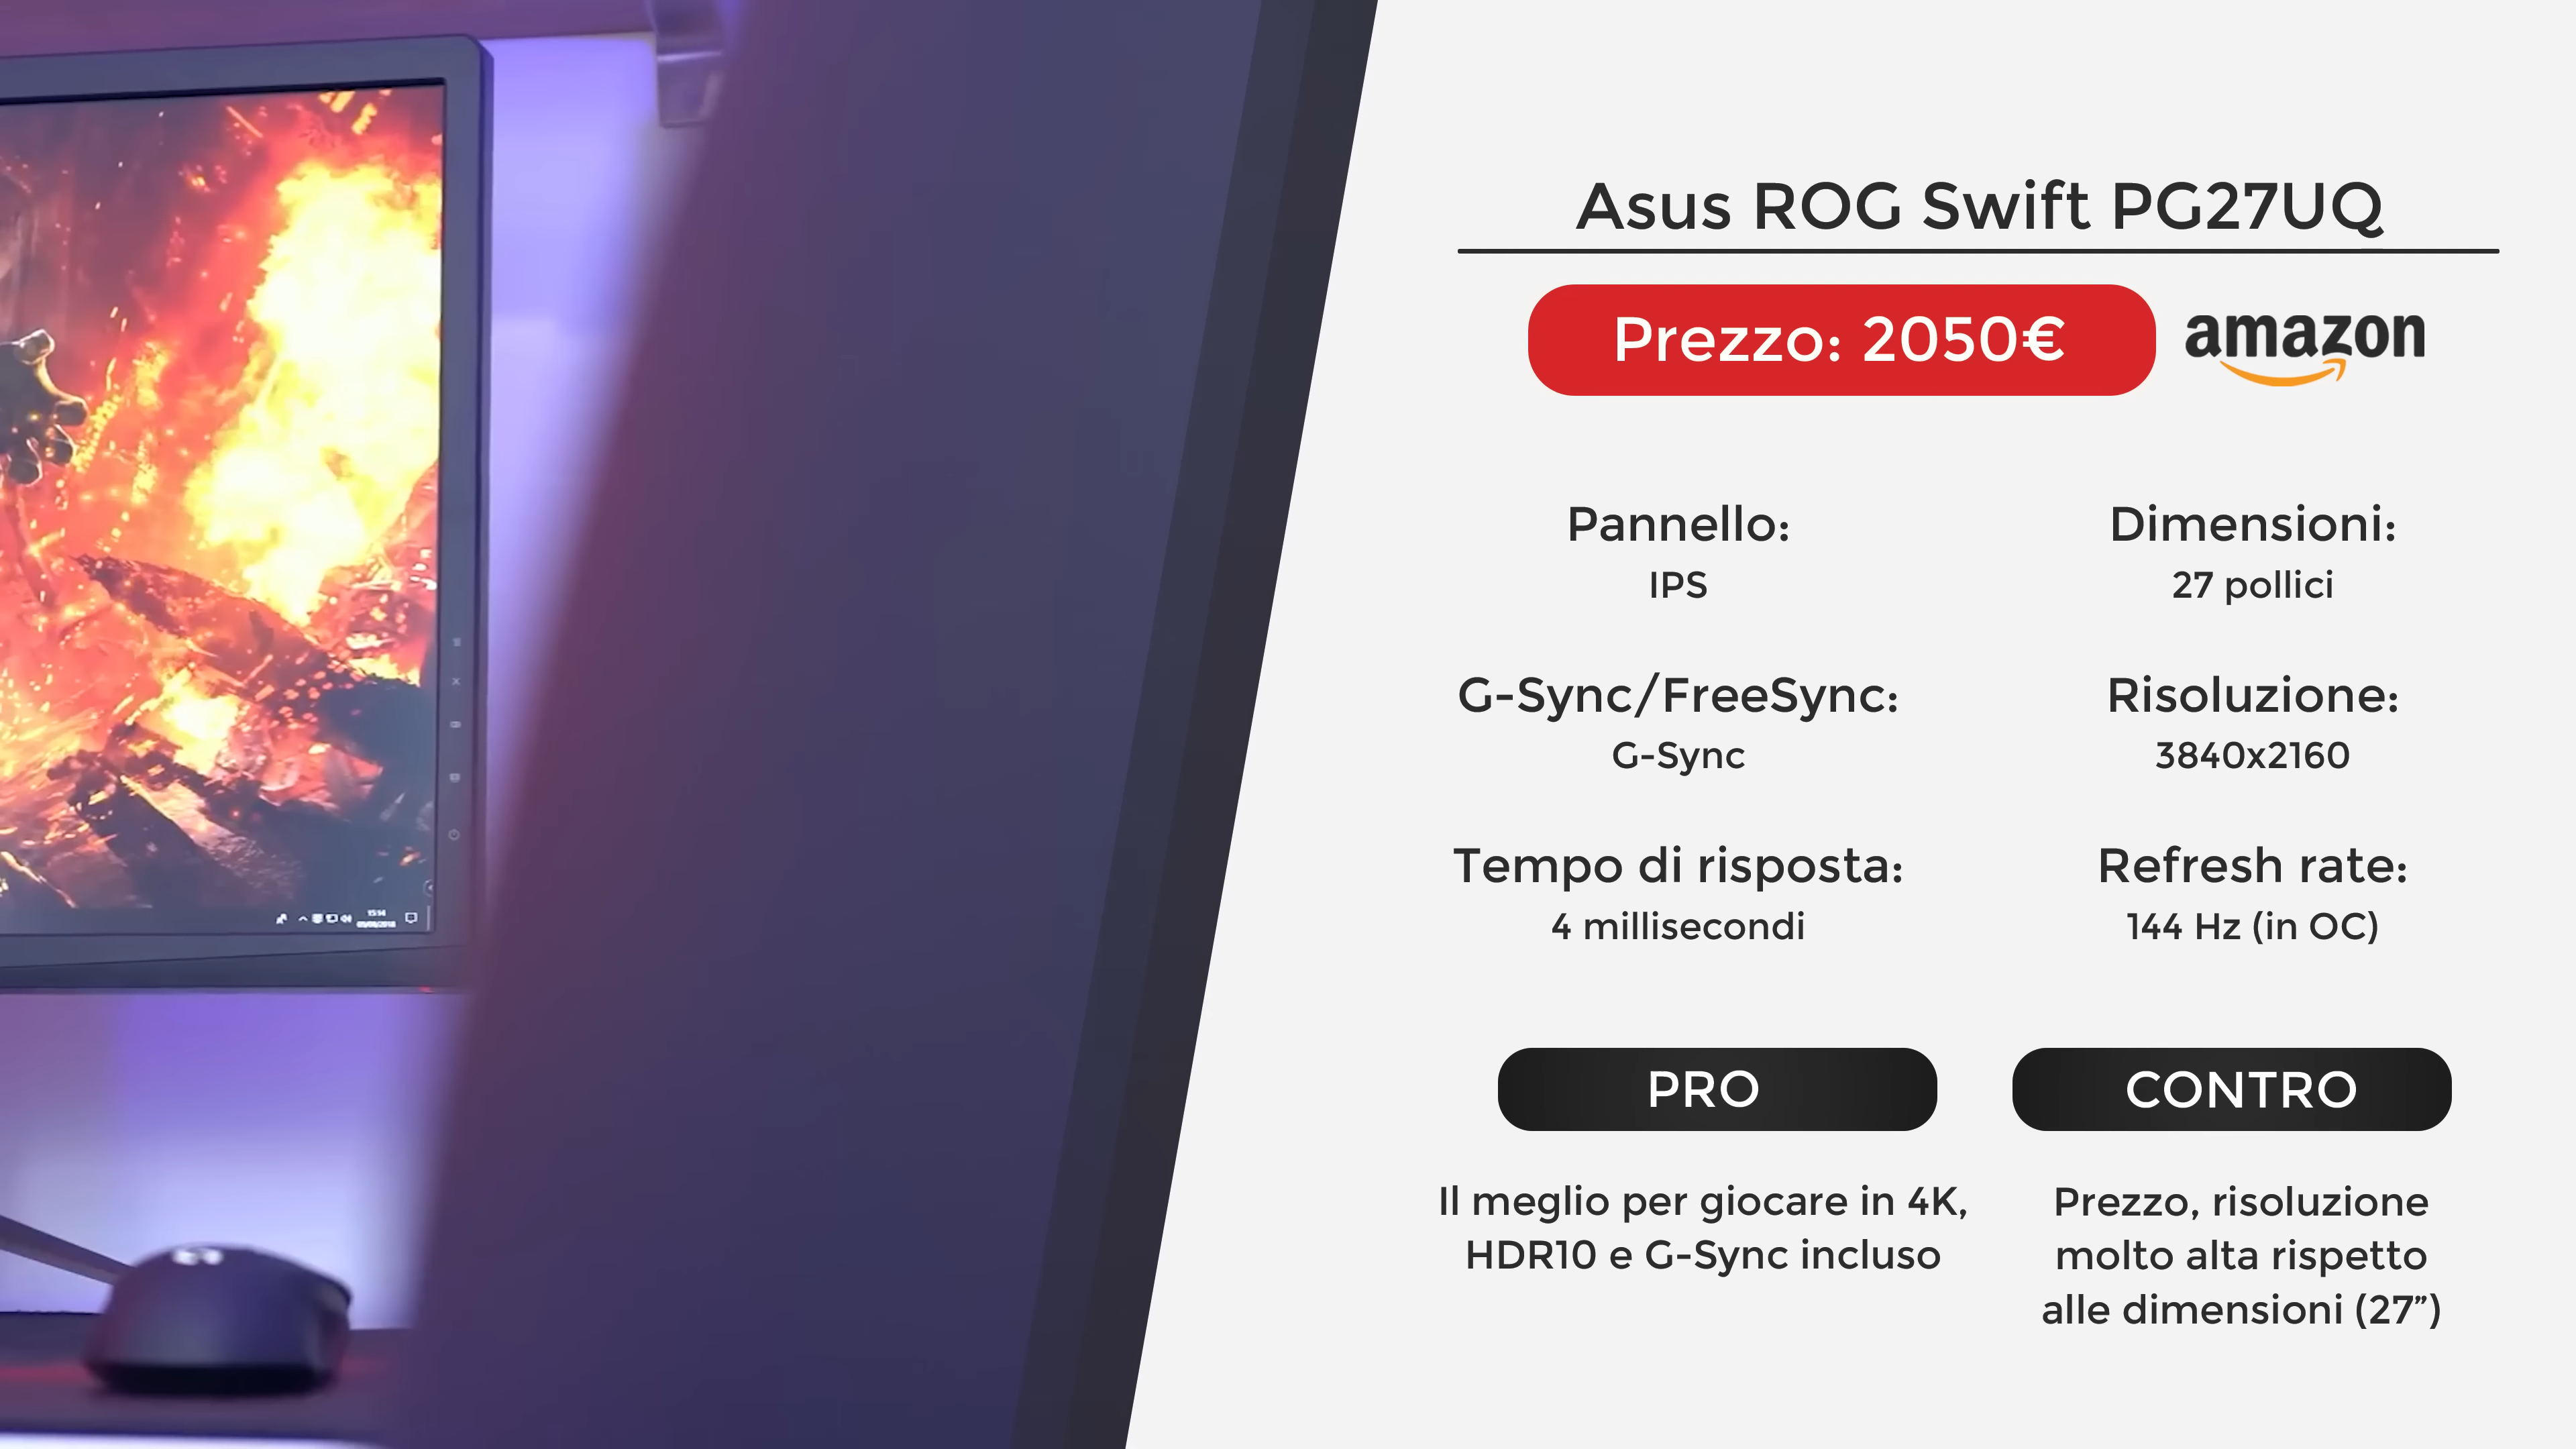 Asus ROG Swift PG27UQ
Prezzo: 2050€
amazon
Pannello:
IPS
Dimensioni:
27 pollici
G-Sync/FreeSync:
G-Sync
Risoluzione:
3840x2160
Tempo di risposta:
4 millisecondi
Refresh rate:
144 Hz (in OC)
PRO
Il meglio per giocare in 4K,
HDR10 e G-Sync incluso
CONTRO
Prezzo, risoluzione
molto alta rispetto
alle dimensioni (27”)
15:14